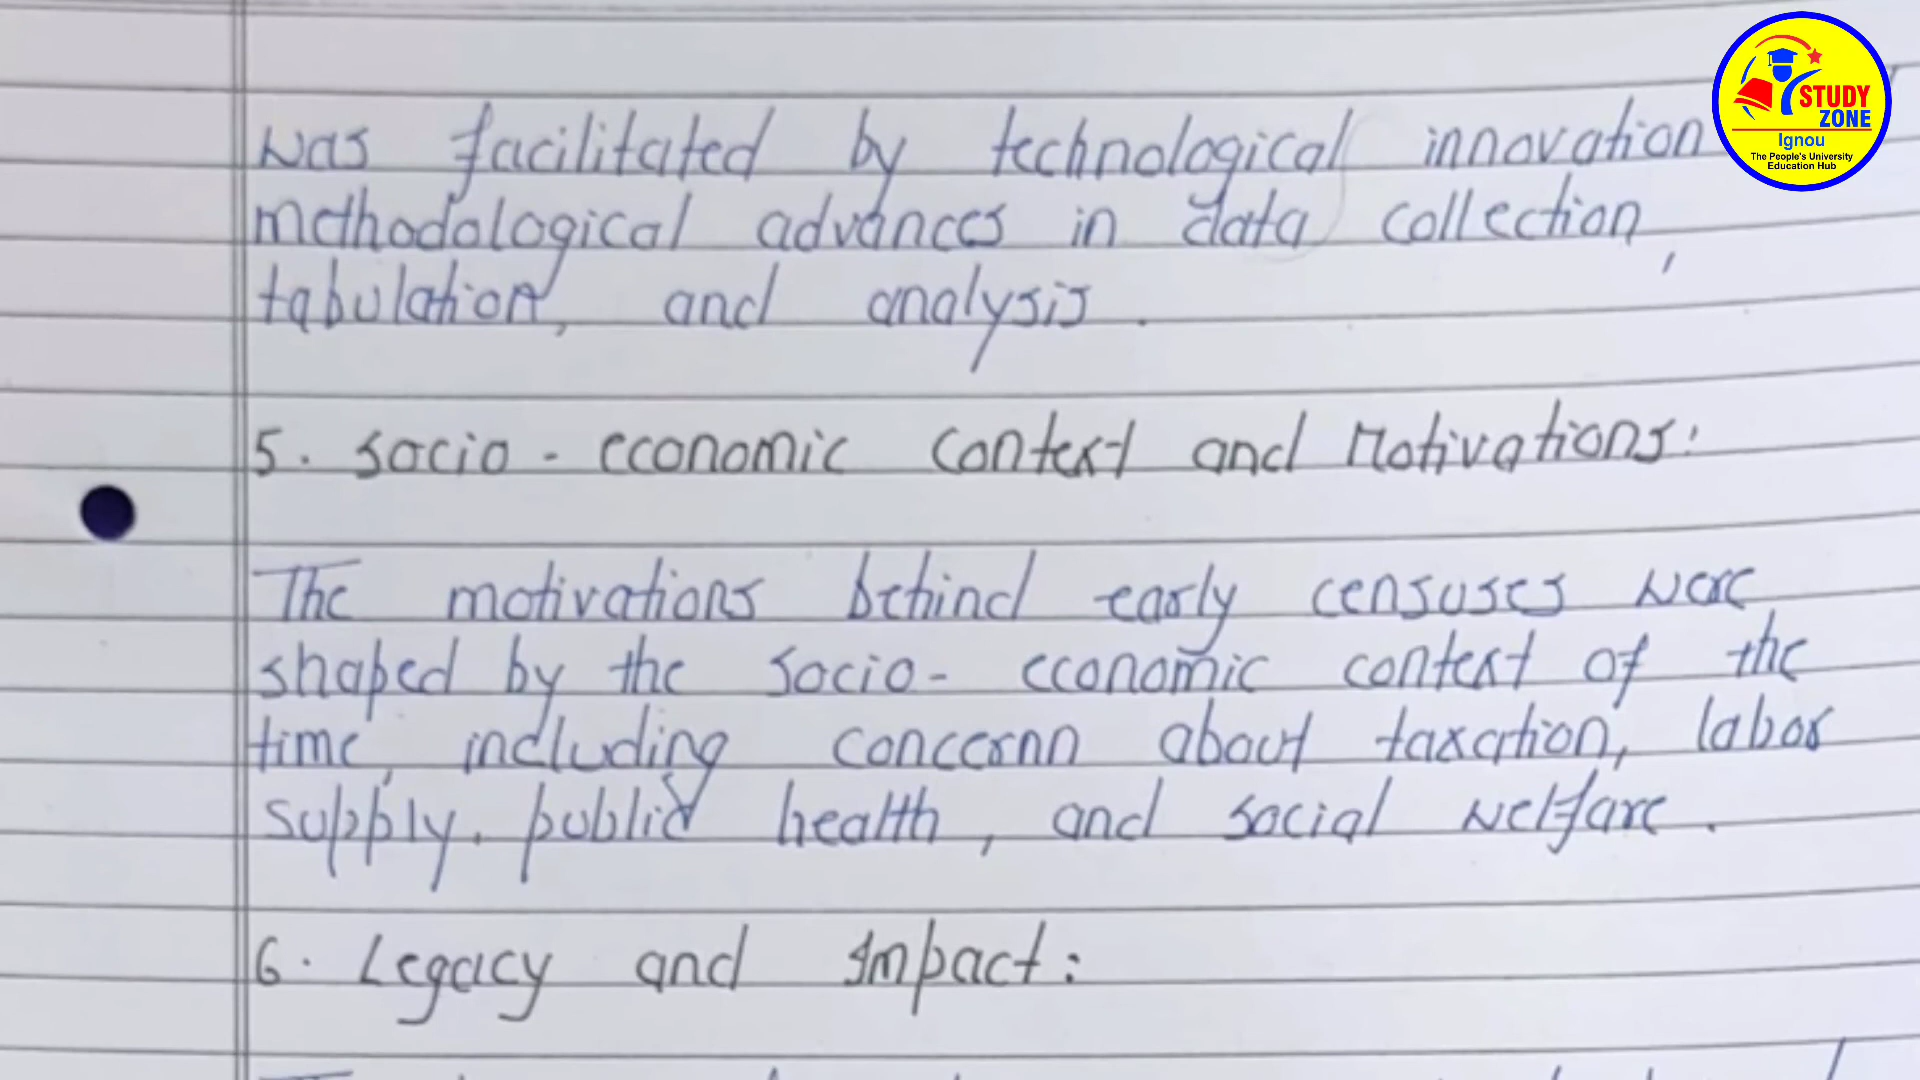 was facilitated by technological innovation
methodological advances in data collection,
tabulation, and analysis.
5. Socio - economic context and Motivations:
The motivations behind early censuses were
shaped by the socio - economic context of the
time, including concernn about taxation, labor
supply. public health, and social welfare.
6. Legacy and Impact:
STUDY
ZONE
Ignou
The People's University
Education Hub